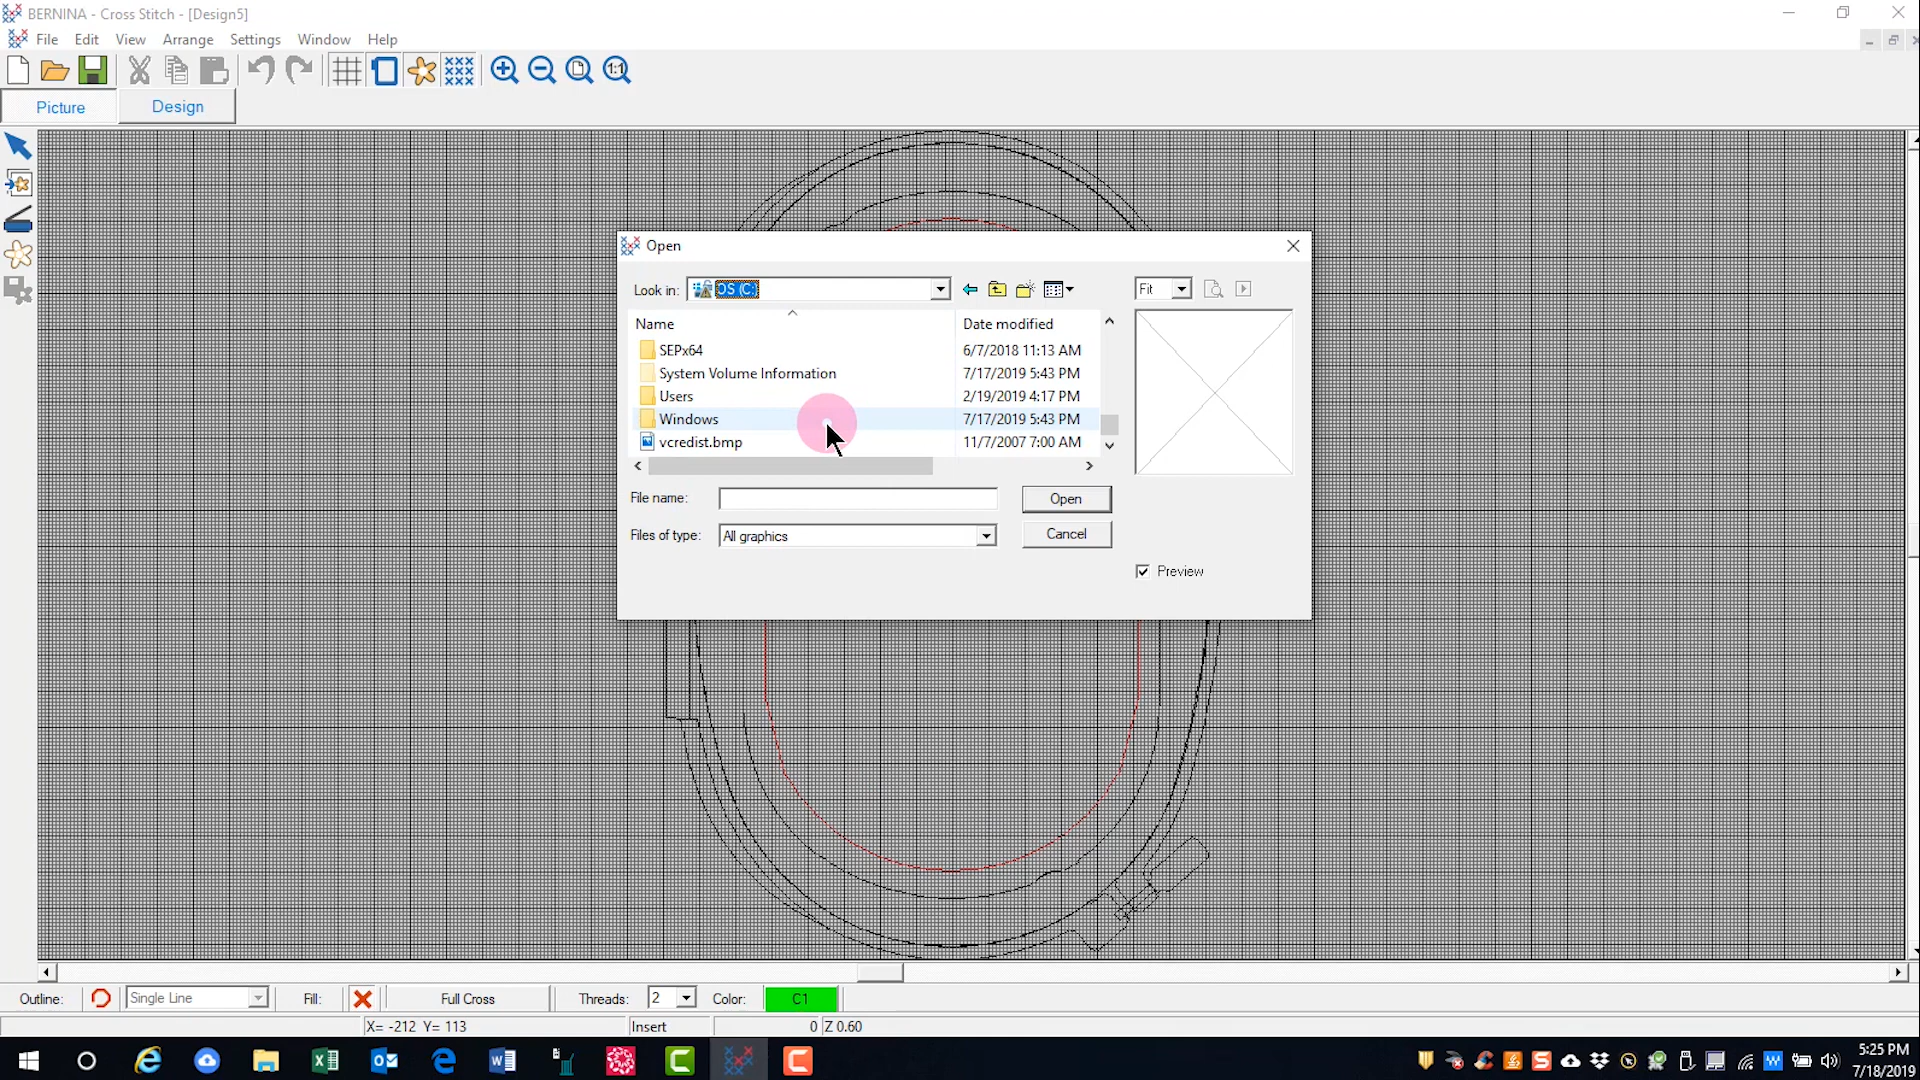 BERNINA - Cross Stitch - [Design5]
File Edit View Arrange Settings Window Help
1:1
Picture Design
Open
Look in: OS (C:) Fit
Name Date modified
SEPx64 6/7/2018 11:13 AM
System Volume Information 7/17/2019 5:43 PM
Users 2/19/2019 4:17 PM
Windows 7/17/2019 5:43 PM
vcredist.bmp 11/7/2007 7:00 AM
File name: Open
Files of type: All graphics Cancel
Preview
Outline: Single Line Fill: Full Cross Threads: 2 Color: C1
X= -212 Y= 113 Insert 0 Z 0.60
5:25 PM
7/18/2019